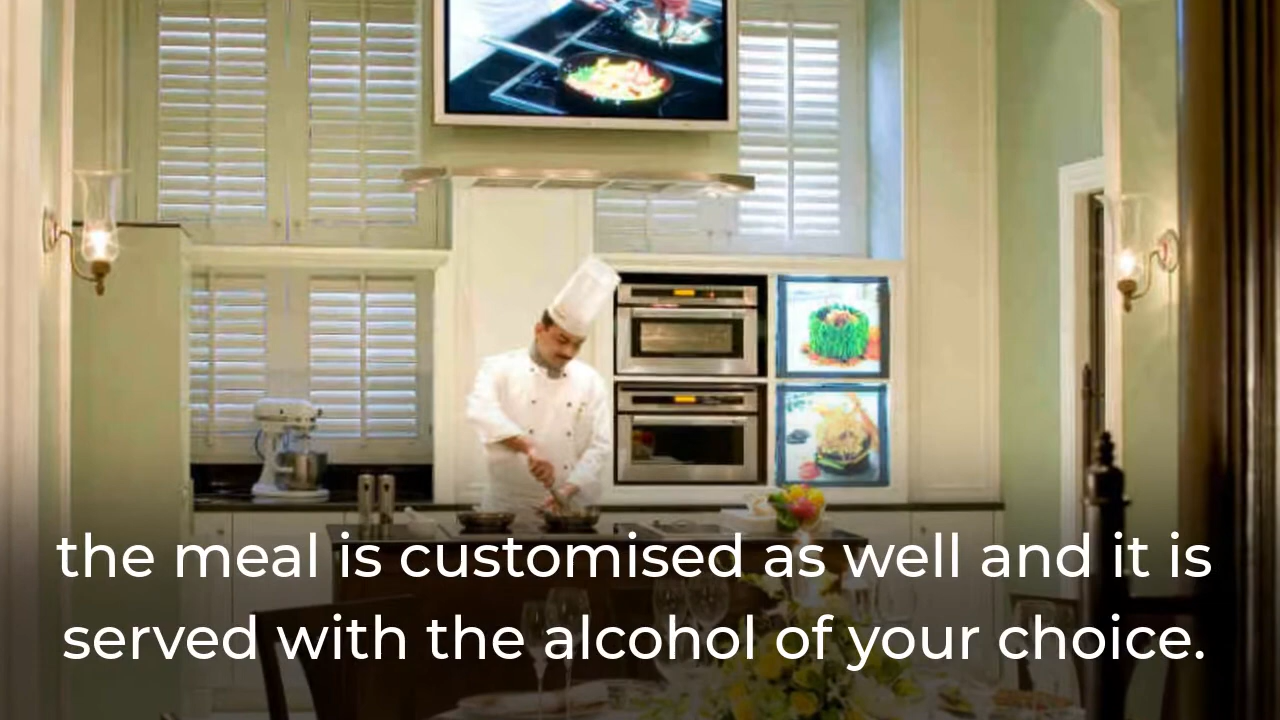 the meal is customised as well and it is
served with the alcohol of your choice.